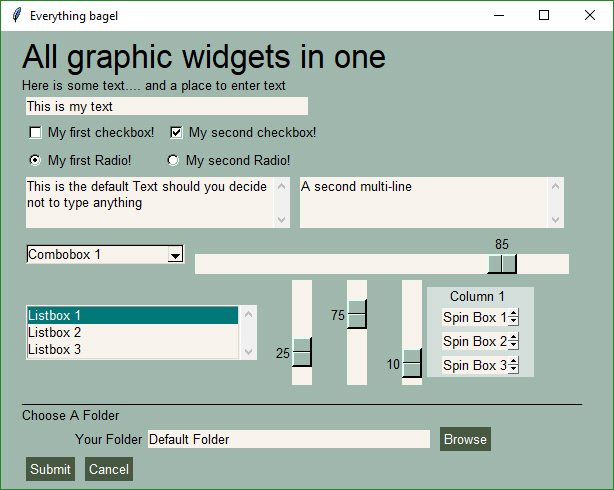 Everything bagel
All graphic widgets in one
Here is some text.... and a place to enter text
This is my text
My first checkbox! My second checkbox!
My first Radio! My second Radio!
This is the default Text should you decide
not to type anything
A second multi-line
Combobox 1
85
Listbox 1
Listbox 2
Listbox 3
25
75
10
Column 1
Spin Box 1
Spin Box 2
Spin Box 3
Choose A Folder
Your Folder Default Folder Browse
Submit Cancel